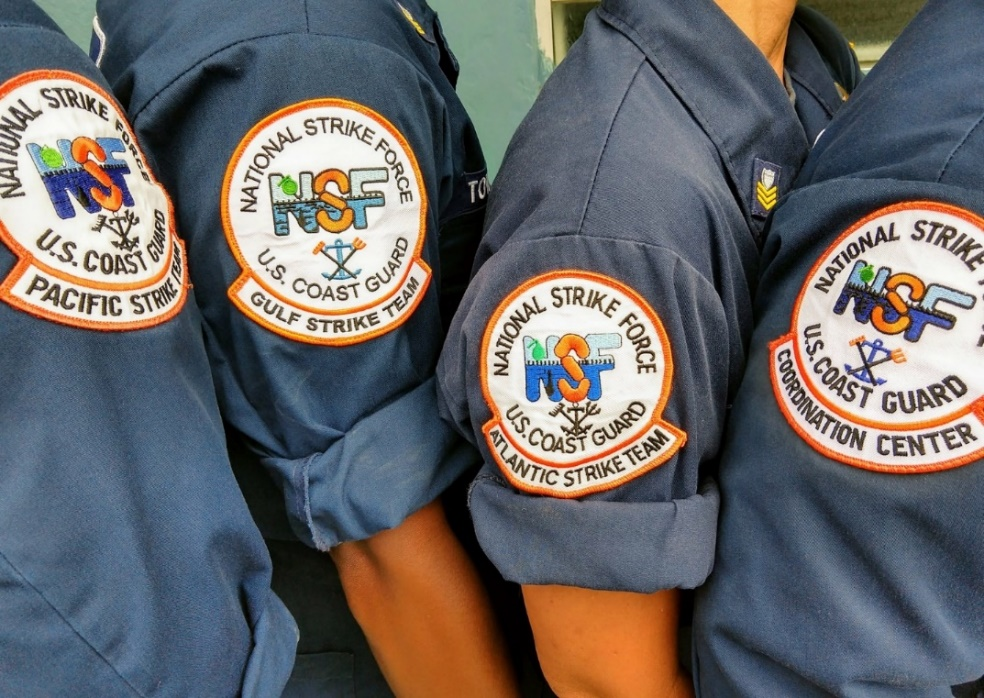 NATIONAL STRIKE FORCE
NSF
U.S. COAST GUARD
PACIFIC STRIKE TEAM
NATIONAL STRIKE FORCE
NSF
U.S. COAST GUARD
GULF STRIKE TEAM
TO
NATIONAL STRIKE FORCE
NSF
U.S. COAST GUARD
ATLANTIC STRIKE TEAM
NATIONAL STRIKE
NSF
U.S. COAST GUARD
COORDINATION CENTER